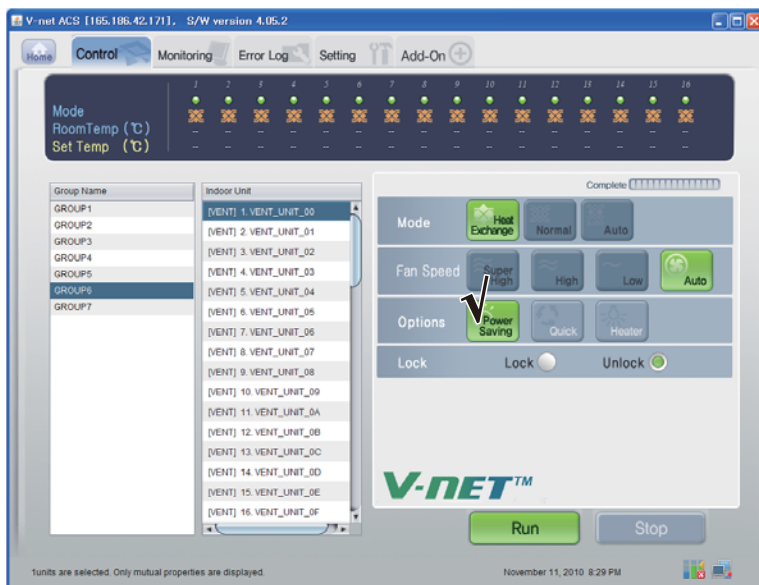 V-net ACS [165.186.42.171],   S/W version 4.05.2
Home Control Monitoring Error Log Setting Add-On
1 2 3 4 5 6 7 8 9 10 11 12 13 14 15 16
Mode
RoomTemp (℃) -- -- -- -- -- -- -- -- -- -- -- -- -- -- -- --
Set Temp (℃) -- -- -- -- -- -- -- -- -- -- -- -- -- -- -- --
Group Name
GROUP1
GROUP2
GROUP3
GROUP4
GROUP5
GROUP6
GROUP7
Indoor Unit
[VENT] 1. VENT_UNIT_00
[VENT] 2. VENT_UNIT_01
[VENT] 3. VENT_UNIT_02
[VENT] 4. VENT_UNIT_03
[VENT] 5. VENT_UNIT_04
[VENT] 6. VENT_UNIT_05
[VENT] 7. VENT_UNIT_06
[VENT] 8. VENT_UNIT_07
[VENT] 9. VENT_UNIT_08
[VENT] 10. VENT_UNIT_09
[VENT] 11. VENT_UNIT_0A
[VENT] 12. VENT_UNIT_0B
[VENT] 13. VENT_UNIT_0C
[VENT] 14. VENT_UNIT_0D
[VENT] 15. VENT_UNIT_0E
[VENT] 16. VENT_UNIT_0F
Complete
Mode Heat Exchange Normal Auto
Fan Speed Super High High Low Auto
Options Power Saving Quick Heater
Lock Lock Unlock
V-NET™
Run Stop
1units are selected. Only mutual properties are displayed.
November 11, 2010 8:29 PM